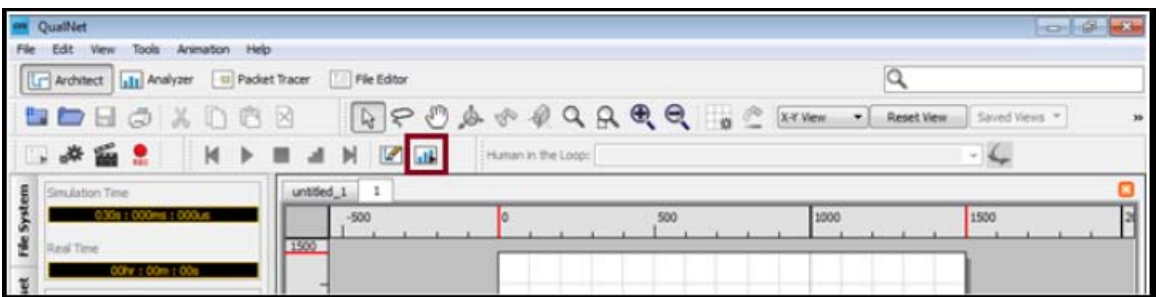 QualNet
File Edit View Tools Animation Help
Architect Analyzer Packet Tracer File Editor
X-Y View Reset View Saved Views
REC Human in the Loop:
untitled_1 1
File System
Simulation Time
030s : 000ms : 000us
Real Time
00hr : 00m : 00s
-500 0 500 1000 1500
1500